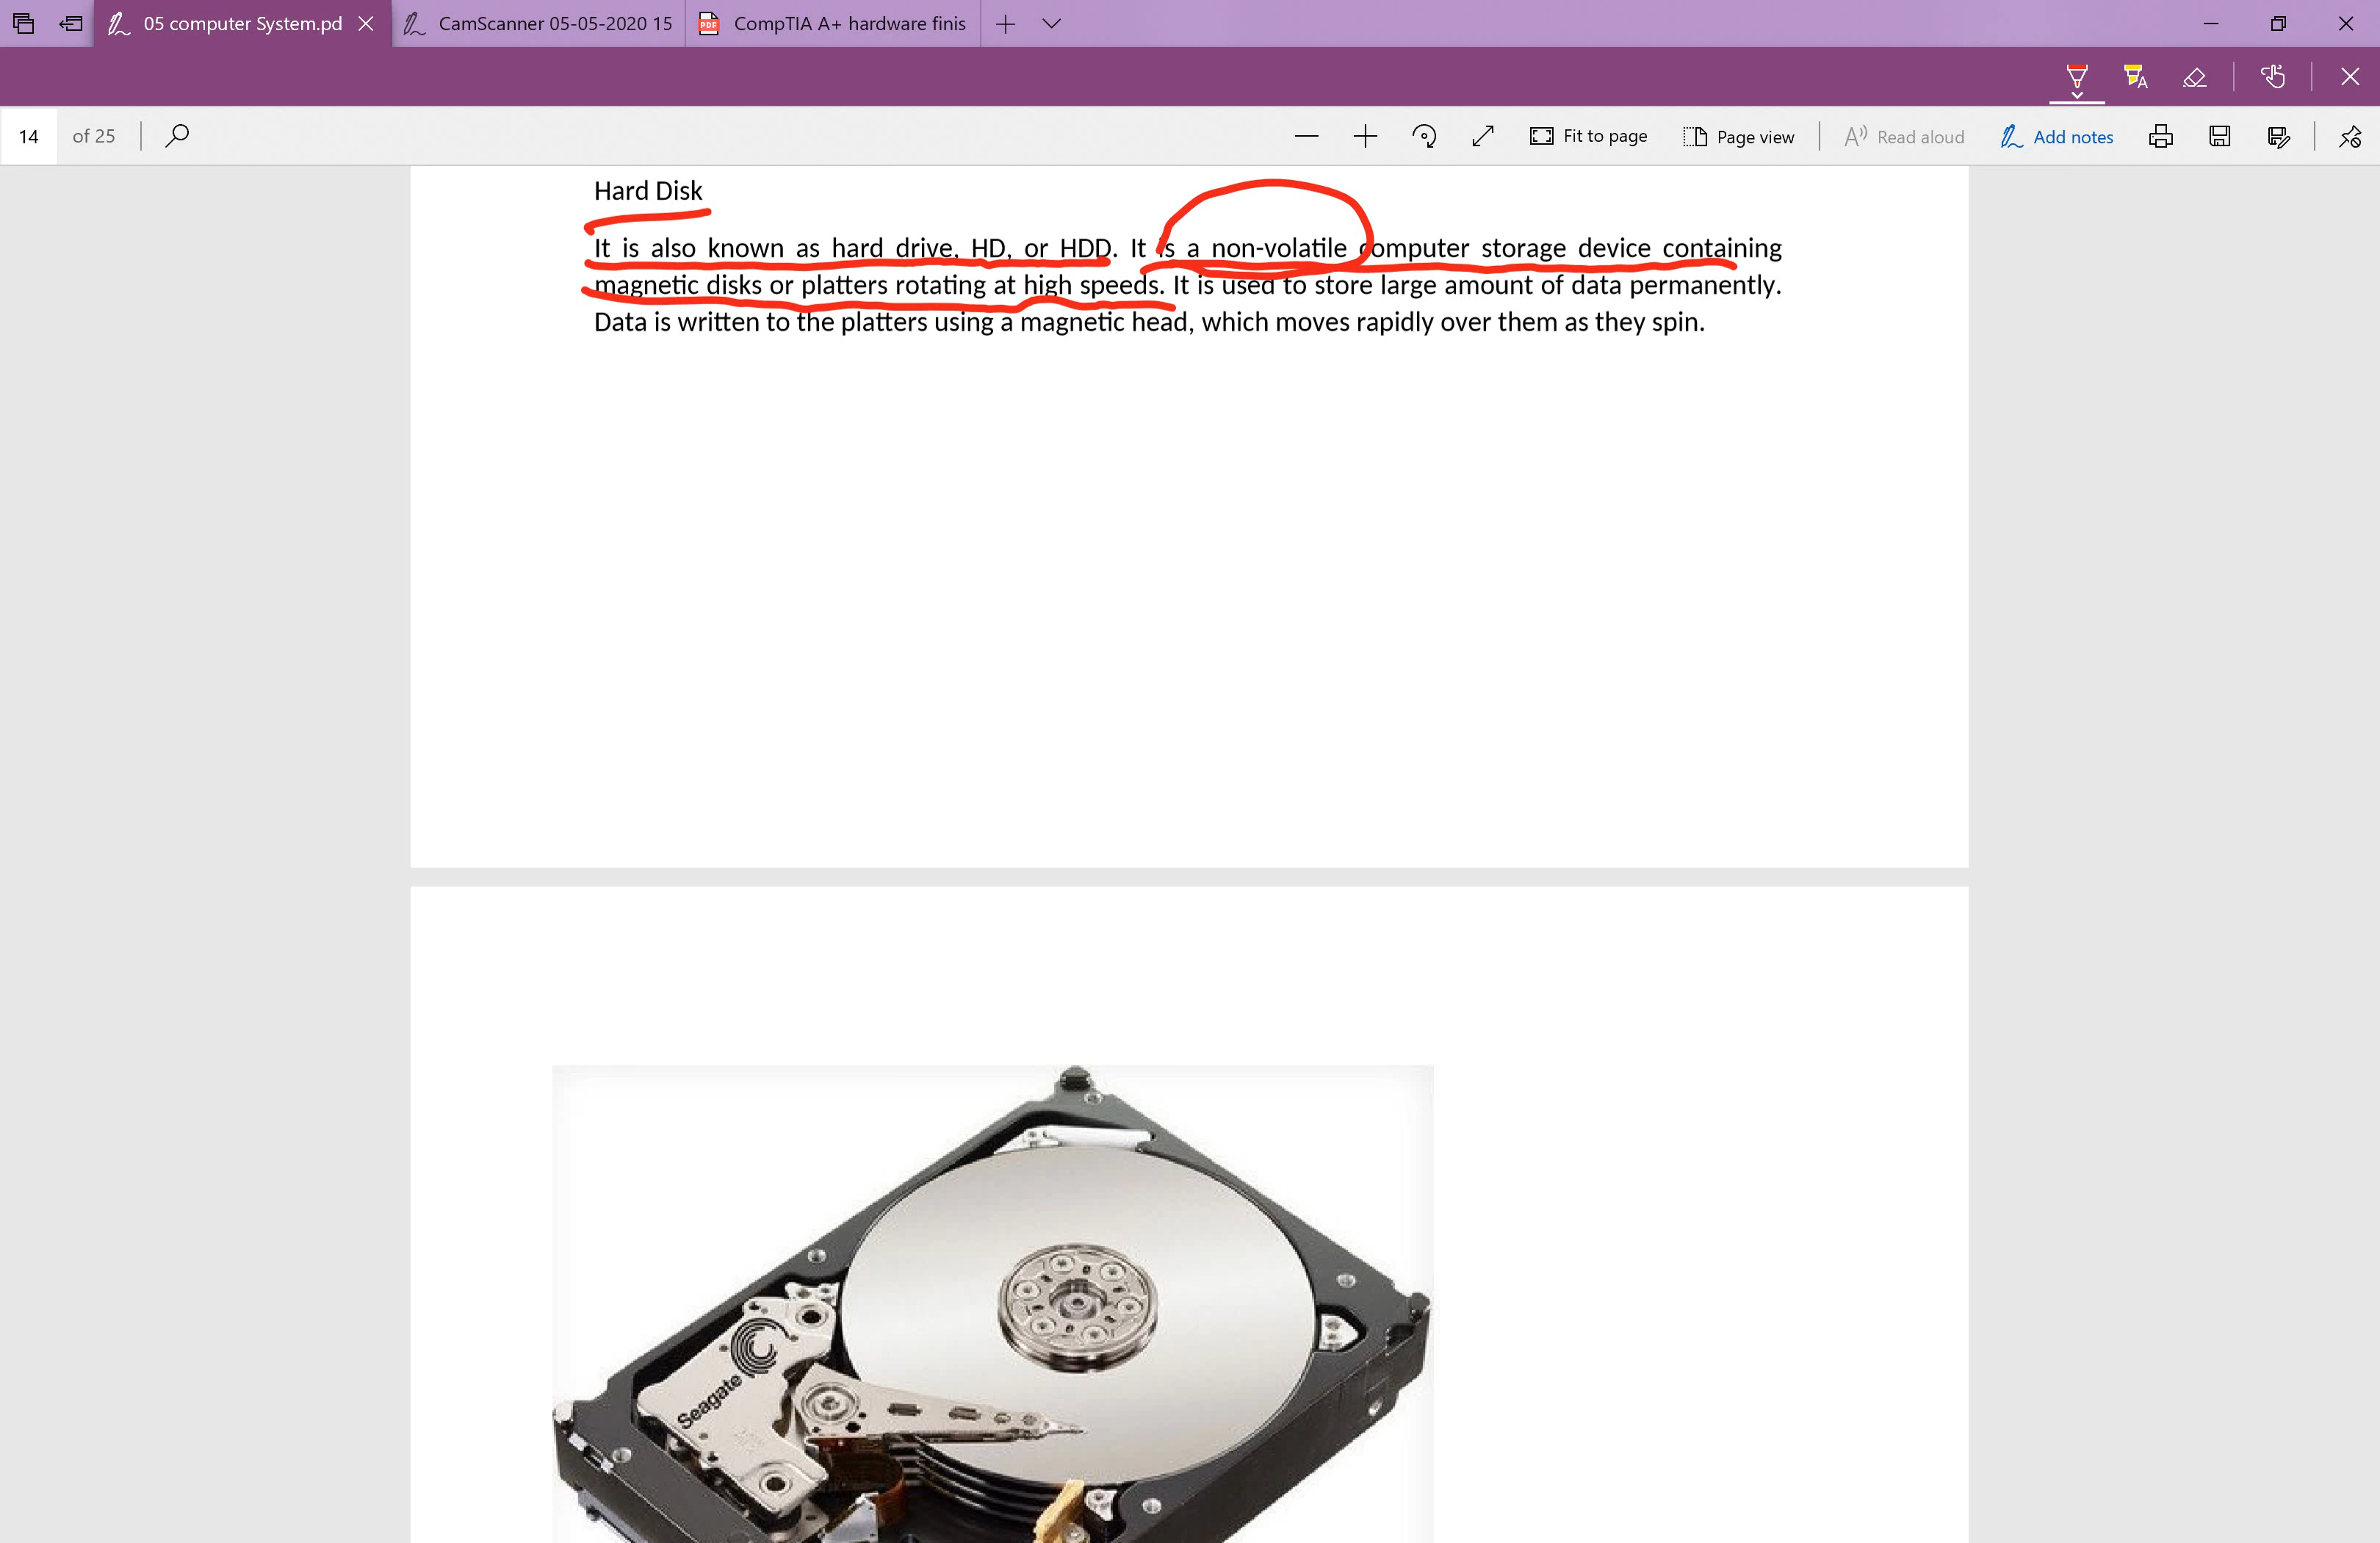 05 computer System.pd
CamScanner 05-05-2020 15
CompTIA A+ hardware finis
14 of 25
Fit to page
Page view
Read aloud
Add notes
Hard Disk
It is also known as hard drive, HD, or HDD. It is a non-volatile computer storage device containing
magnetic disks or platters rotating at high speeds. It is used to store large amount of data permanently.
Data is written to the platters using a magnetic head, which moves rapidly over them as they spin.
Seagate